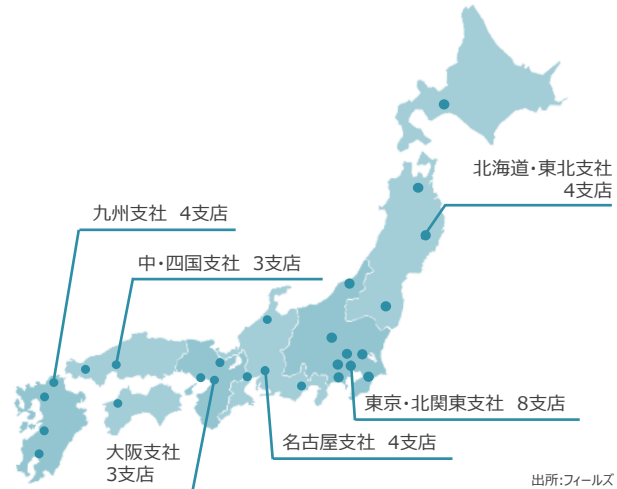 北海道・東北支社
4支店
九州支社 4支店
中・四国支社 3支店
東京・北関東支社 8支店
名古屋支社 4支店
大阪支社
3支店
出所:フィールズ